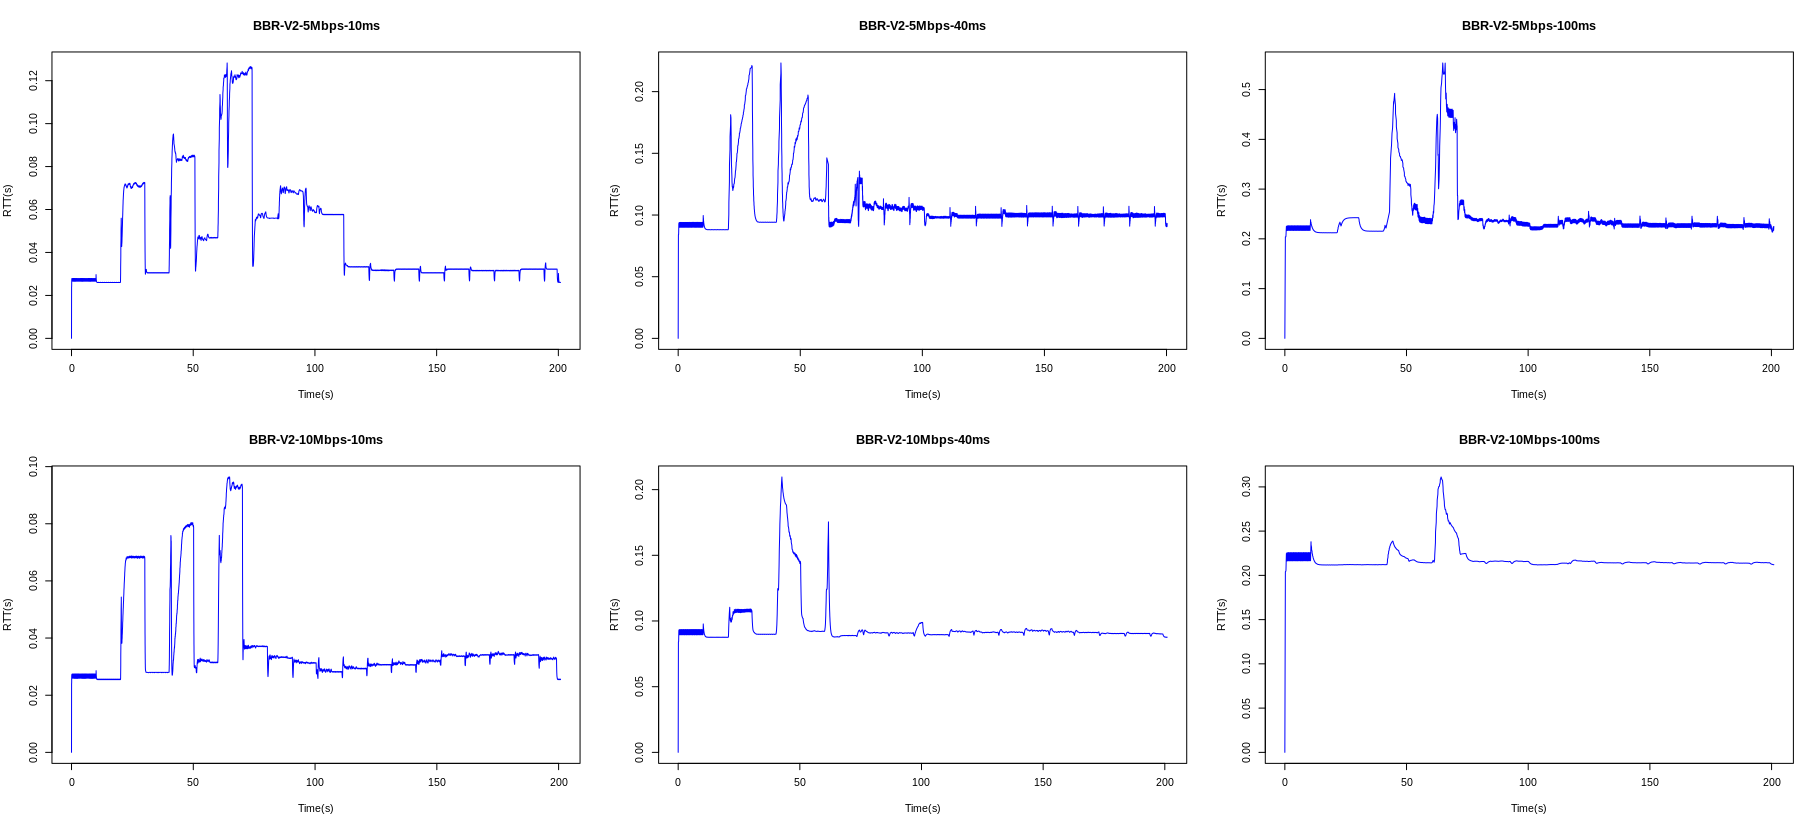 BBR-V2-5Mbps-10ms
RTT(s)
0.00 0.02 0.04 0.06 0.08 0.10 0.12
0 50 100 150 200
Time(s)
BBR-V2-5Mbps-40ms
RTT(s)
0.00 0.05 0.10 0.15 0.20
0 50 100 150 200
Time(s)
BBR-V2-5Mbps-100ms
RTT(s)
0.0 0.1 0.2 0.3 0.4 0.5
0 50 100 150 200
Time(s)
BBR-V2-10Mbps-10ms
RTT(s)
0.00 0.02 0.04 0.06 0.08 0.10
0 50 100 150 200
Time(s)
BBR-V2-10Mbps-40ms
RTT(s)
0.00 0.05 0.10 0.15 0.20
0 50 100 150 200
Time(s)
BBR-V2-10Mbps-100ms
RTT(s)
0.00 0.05 0.10 0.15 0.20 0.25 0.30
0 50 100 150 200
Time(s)